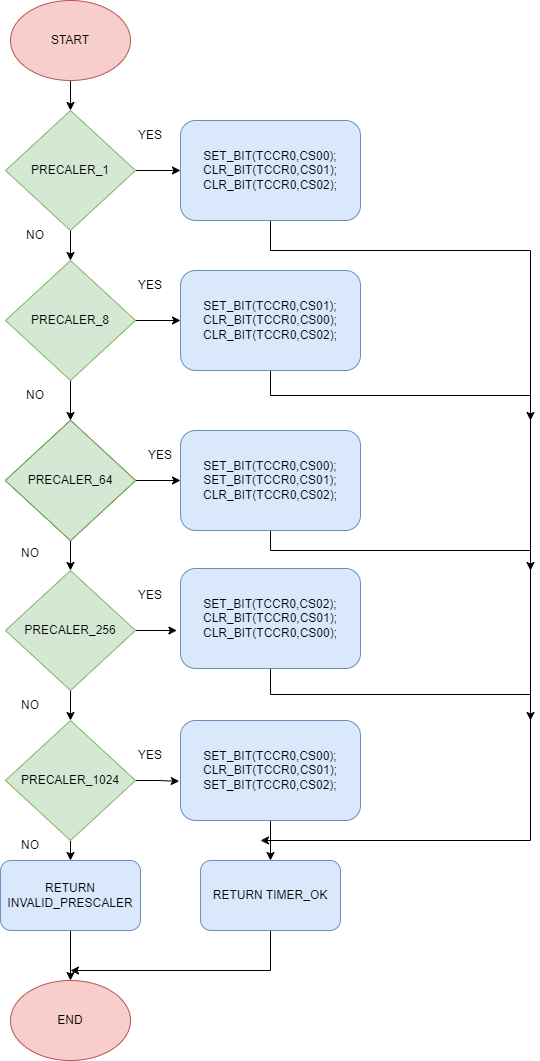 START
YES
PRECALER_1
SET_BIT(TCCR0,CS00);
CLR_BIT(TCCR0,CS01);
CLR_BIT(TCCR0,CS02);
NO
YES
PRECALER_8
SET_BIT(TCCR0,CS01);
CLR_BIT(TCCR0,CS00);
CLR_BIT(TCCR0,CS02);
NO
YES
PRECALER_64
SET_BIT(TCCR0,CS00);
SET_BIT(TCCR0,CS01);
CLR_BIT(TCCR0,CS02);
NO
YES
PRECALER_256
SET_BIT(TCCR0,CS02);
CLR_BIT(TCCR0,CS01);
CLR_BIT(TCCR0,CS00);
NO
YES
PRECALER_1024
SET_BIT(TCCR0,CS00);
CLR_BIT(TCCR0,CS01);
SET_BIT(TCCR0,CS02);
NO
RETURN
INVALID_PRESCALER
RETURN TIMER_OK
END